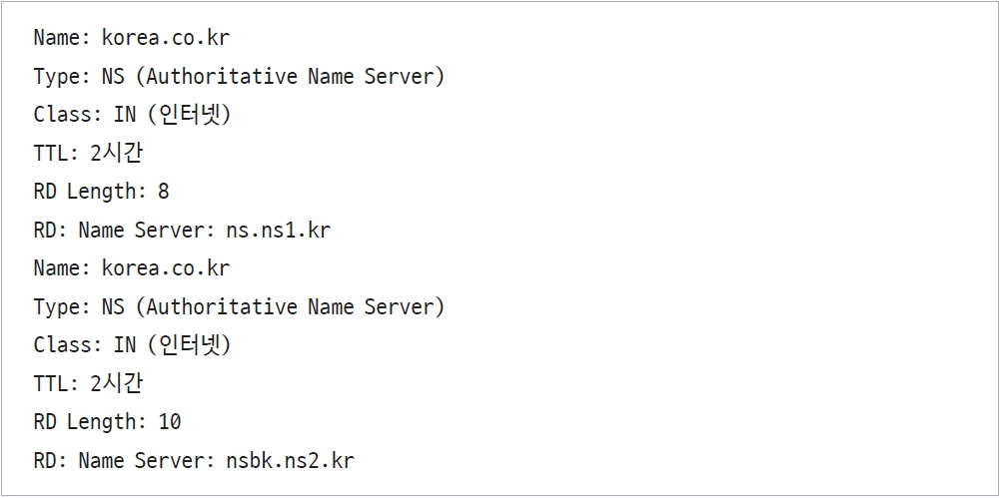 Name: korea.co.kr
Type: NS (Authoritative Name Server)
Class: IN (인터넷)
TTL: 2시간
RD Length: 8
RD: Name Server: ns.ns1.kr
Name: korea.co.kr
Type: NS (Authoritative Name Server)
Class: IN (인터넷)
TTL: 2시간
RD Length: 10
RD: Name Server: nsbk.ns2.kr